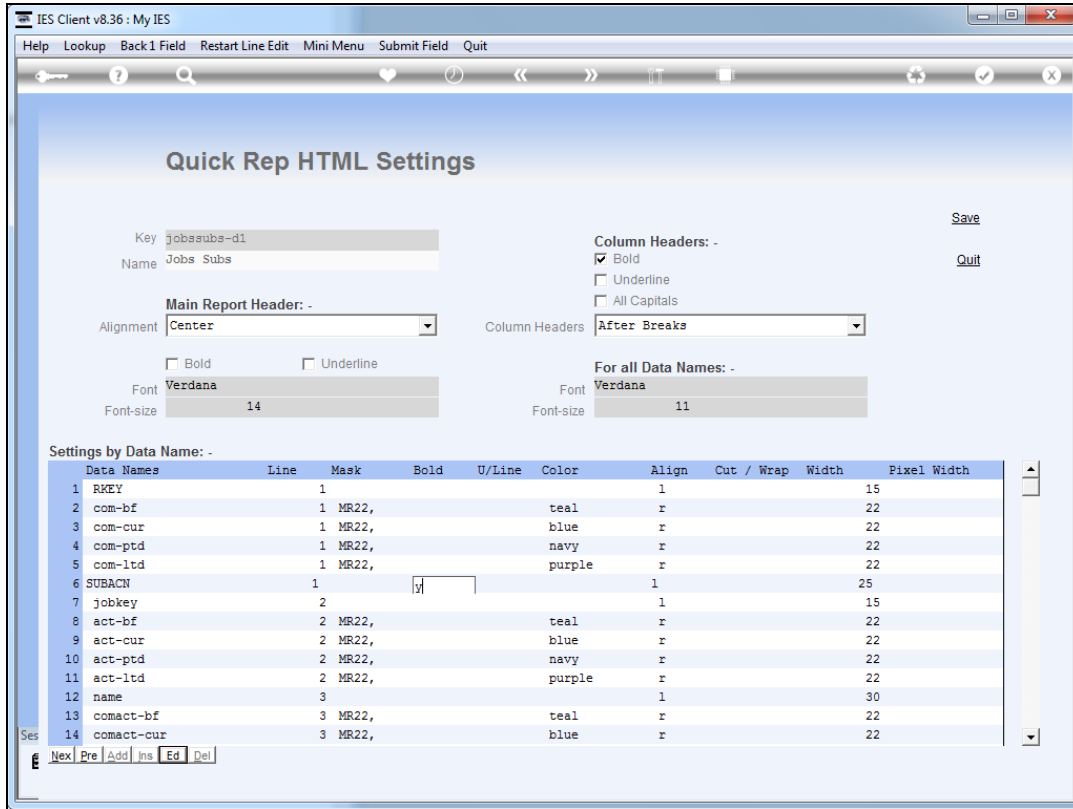 IES Client v8.36 : My IES
Help Lookup Back 1 Field Restart Line Edit Mini Menu Submit Field Quit
Quick Rep HTML Settings
Save
Key jobssubs-d1
Column Headers: -
Name Jobs Subs
Bold
Quit
Underline
Main Report Header: -
All Capitals
Alignment Center
Column Headers After Breaks
Bold Underline
For all Data Names: -
Font Verdana
Font Verdana
Font-size 14
Font-size 11
Settings by Data Name: -
Data Names Line Mask Bold U/Line Color Align Cut / Wrap Width Pixel Width
1 RKEY 1 l 15
2 com-bf 1 MR22, teal r 22
3 com-cur 1 MR22, blue r 22
4 com-ptd 1 MR22, navy r 22
5 com-ltd 1 MR22, purple r 22
6 SUBACN 1 y l 25
7 jobkey 2 l 15
8 act-bf 2 MR22, teal r 22
9 act-cur 2 MR22, blue r 22
10 act-ptd 2 MR22, navy r 22
11 act-ltd 2 MR22, purple r 22
12 name 3 l 30
13 comact-bf 3 MR22, teal r 22
14 comact-cur 3 MR22, blue r 22
Ses
Nex Pre Add Ins Ed Del